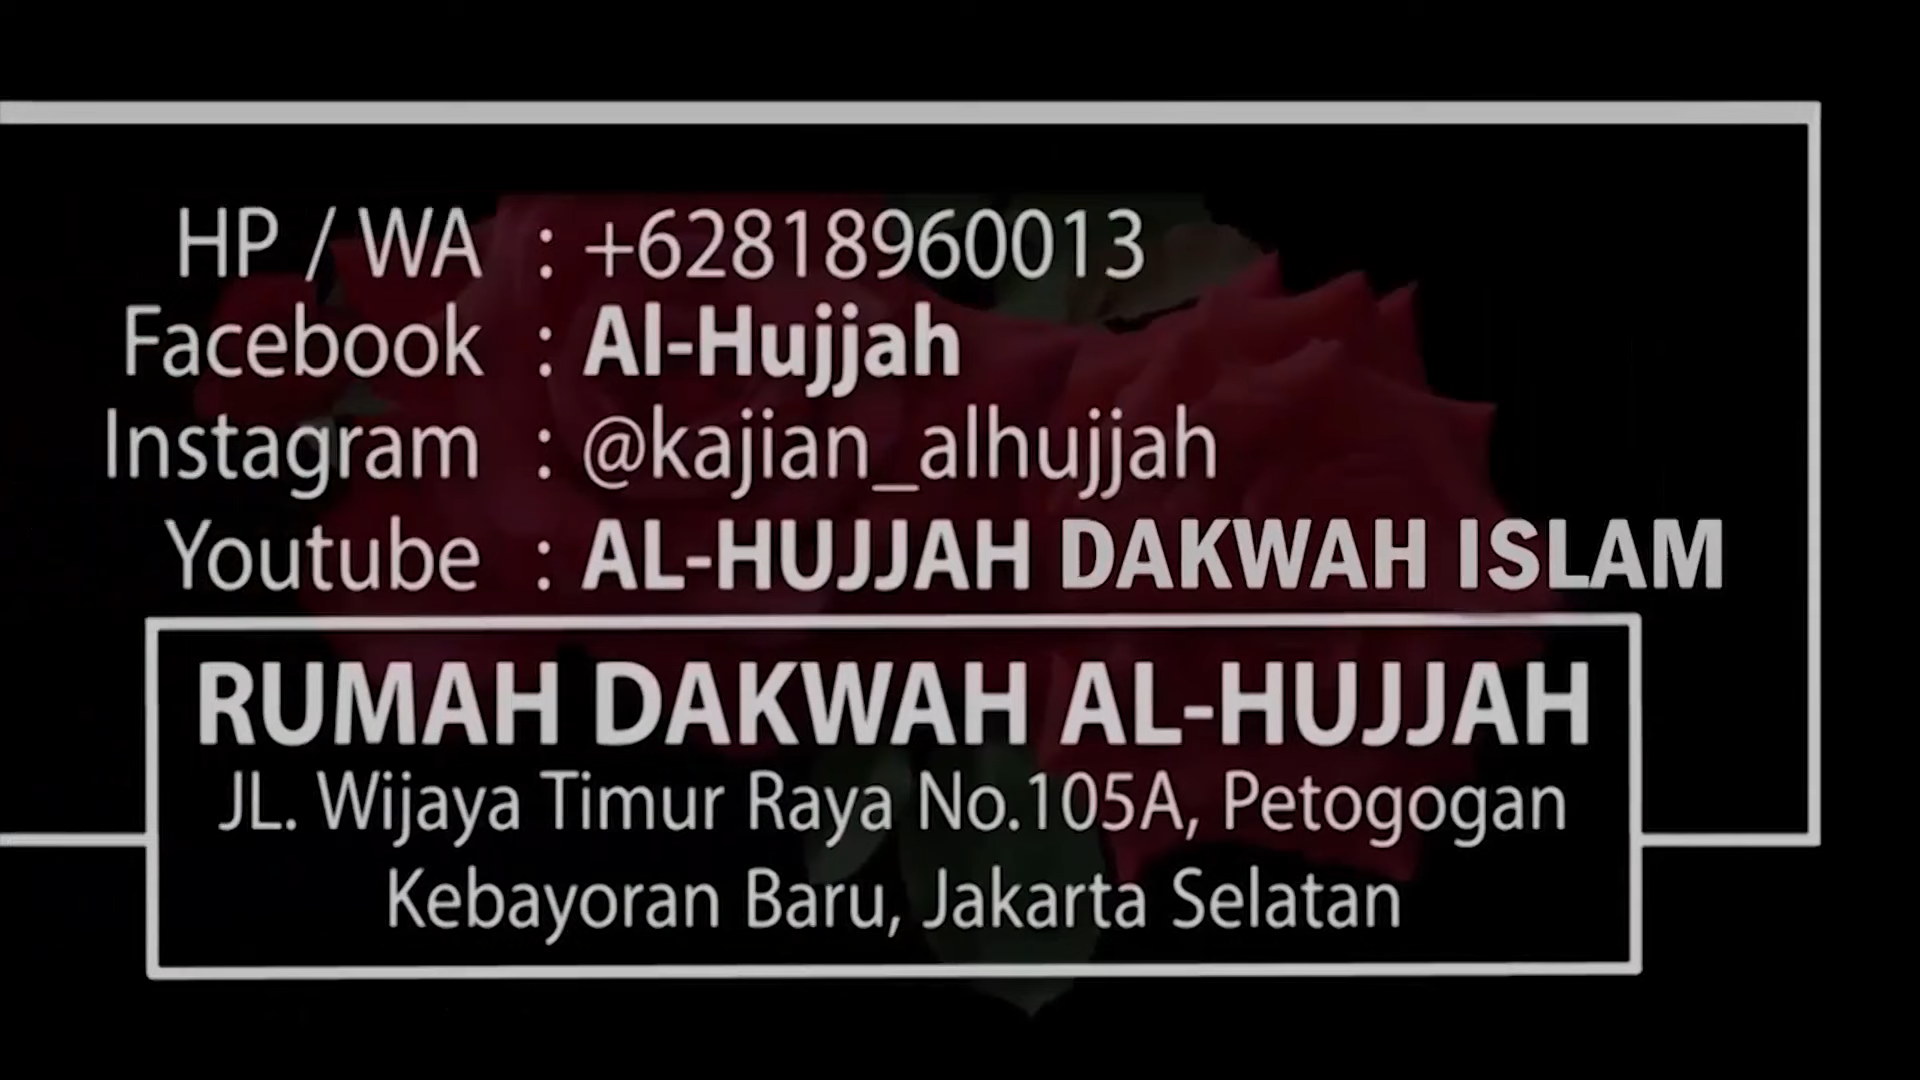 HP / WA : +62818960013
Facebook : Al-Hujjah
Instagram : @kajian_alhujjah
Youtube : AL-HUJJAH DAKWAH ISLAM
RUMAH DAKWAH AL-HUJJAH
JL. Wijaya Timur Raya No.105A, Petogogan
Kebayoran Baru, Jakarta Selatan